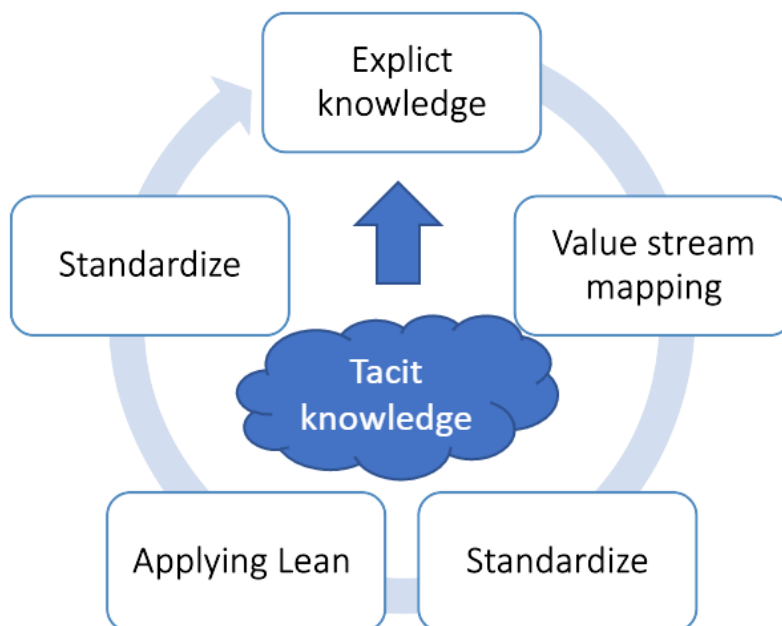 Explict
knowledge
Value stream
mapping
Standardize
Applying Lean
Standardize
Tacit
knowledge